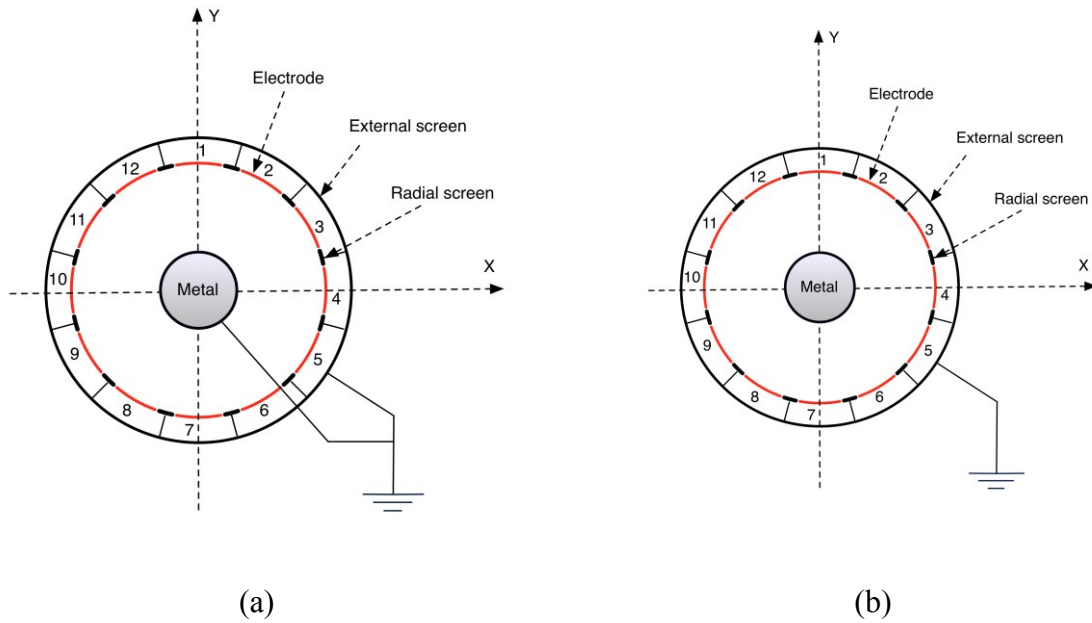 Y
Electrode
External screen
Radial screen
X
1
2
3
4
5
6
7
8
9
10
11
12
Metal
(a)
Y
Electrode
External screen
Radial screen
X
1
2
3
4
5
6
7
8
9
10
11
12
Metal
(b)